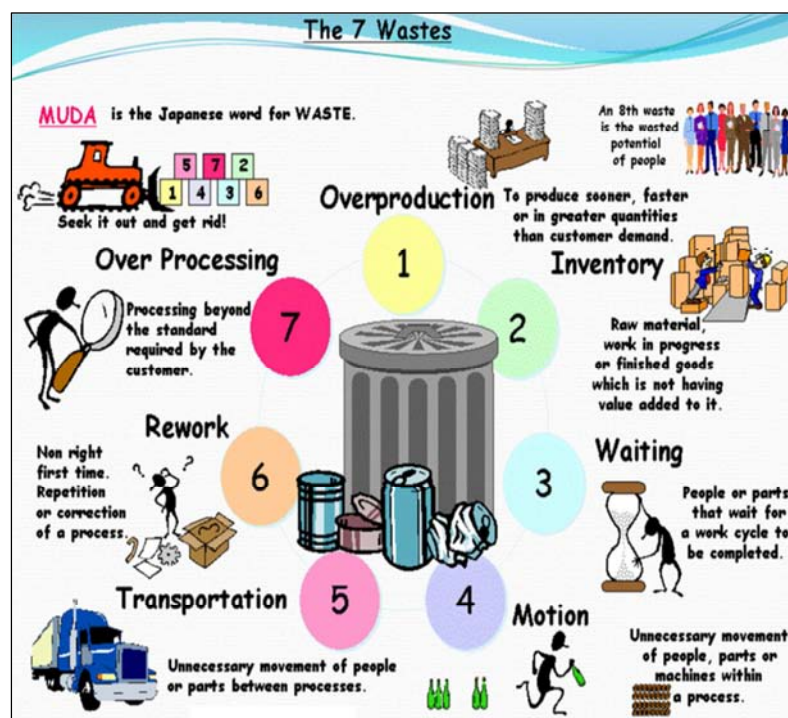 The 7 Wastes
MUDA is the Japanese word for WASTE.
5 7 2
1 4 3 6
Seek it out and get rid!
An 8th waste
is the wasted
potential
of people
Overproduction
To produce sooner, faster
or in greater quantities
than customer demand.
1
Inventory
Raw material,
work in progress
or finished goods
which is not having
value added to it.
2
Waiting
People or parts
that wait for
a work cycle to
be completed.
3
Motion
Unnecessary movement
of people, parts or
machines within
a process.
4
Transportation
Unnecessary movement of people
or parts between processes.
5
Rework
Non right
first time.
Repetition
or correction
of a process.
? ?
6
Over Processing
Processing beyond
the standard
required by the
customer.
7